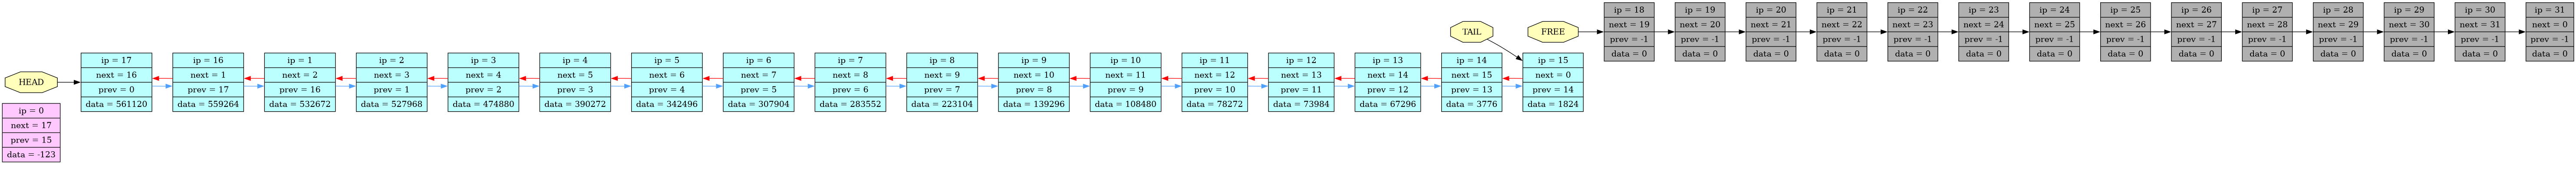 HEAD
ip = 0
next = 17
prev = 15
data = -123
ip = 17
next = 16
prev = 0
data = 561120
ip = 16
next = 1
prev = 17
data = 559264
ip = 1
next = 2
prev = 16
data = 532672
ip = 2
next = 3
prev = 1
data = 527968
ip = 3
next = 4
prev = 2
data = 474880
ip = 4
next = 5
prev = 3
data = 390272
ip = 5
next = 6
prev = 4
data = 342496
ip = 6
next = 7
prev = 5
data = 307904
ip = 7
next = 8
prev = 6
data = 283552
ip = 8
next = 9
prev = 7
data = 223104
ip = 9
next = 10
prev = 8
data = 139296
ip = 10
next = 11
prev = 9
data = 108480
ip = 11
next = 12
prev = 10
data = 78272
ip = 12
next = 13
prev = 11
data = 73984
ip = 13
next = 14
prev = 12
data = 67296
TAIL
ip = 14
next = 15
prev = 13
data = 3776
FREE
ip = 15
next = 0
prev = 14
data = 1824
ip = 18
next = 19
prev = -1
data = 0
ip = 19
next = 20
prev = -1
data = 0
ip = 20
next = 21
prev = -1
data = 0
ip = 21
next = 22
prev = -1
data = 0
ip = 22
next = 23
prev = -1
data = 0
ip = 23
next = 24
prev = -1
data = 0
ip = 24
next = 25
prev = -1
data = 0
ip = 25
next = 26
prev = -1
data = 0
ip = 26
next = 27
prev = -1
data = 0
ip = 27
next = 28
prev = -1
data = 0
ip = 28
next = 29
prev = -1
data = 0
ip = 29
next = 30
prev = -1
data = 0
ip = 30
next = 31
prev = -1
data = 0
ip = 31
next = 0
prev = -1
data = 0